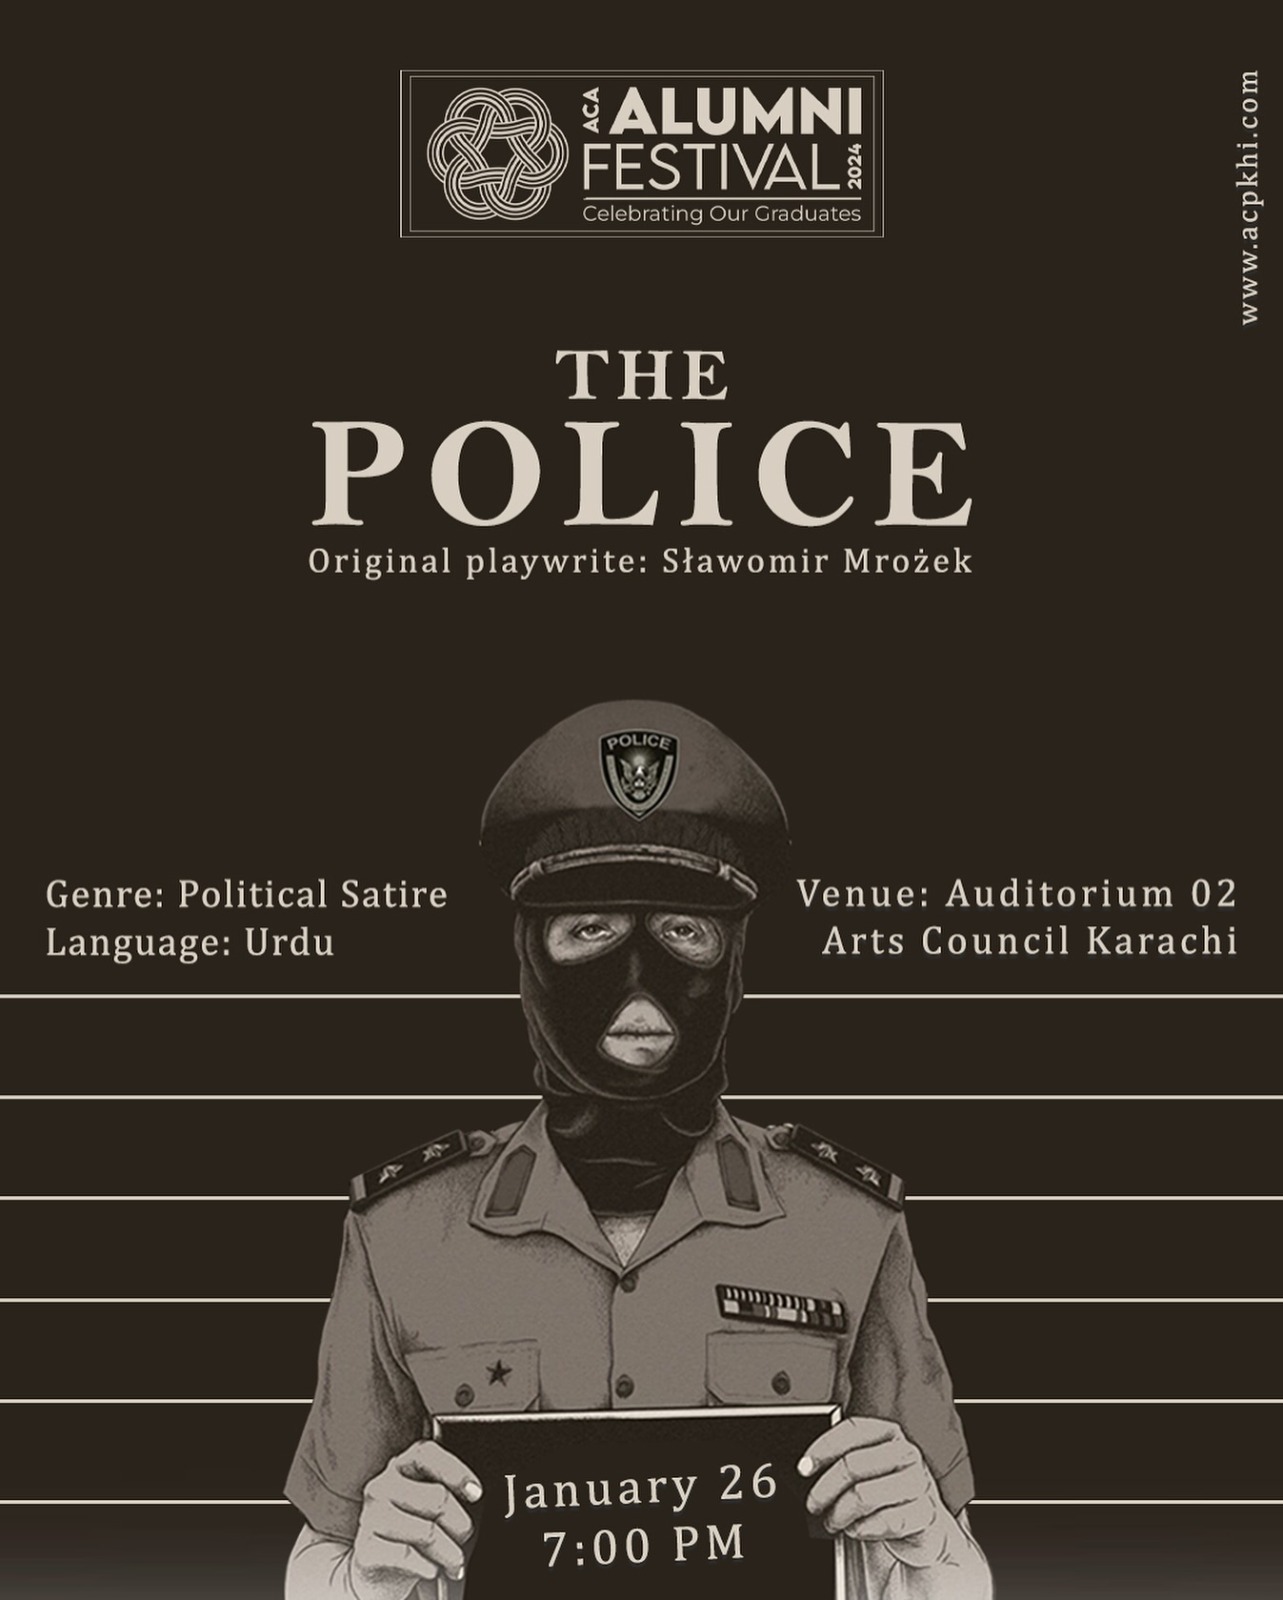 ACA ALUMNI
FESTIVAL 2024
Celebrating Our Graduates
www.acpkhi.com
THE
POLICE
Original playwrite: Sławomir Mrożek
POLICE
Genre: Political Satire
Language: Urdu
Venue: Auditorium 02
Arts Council Karachi
January 26
7:00 PM